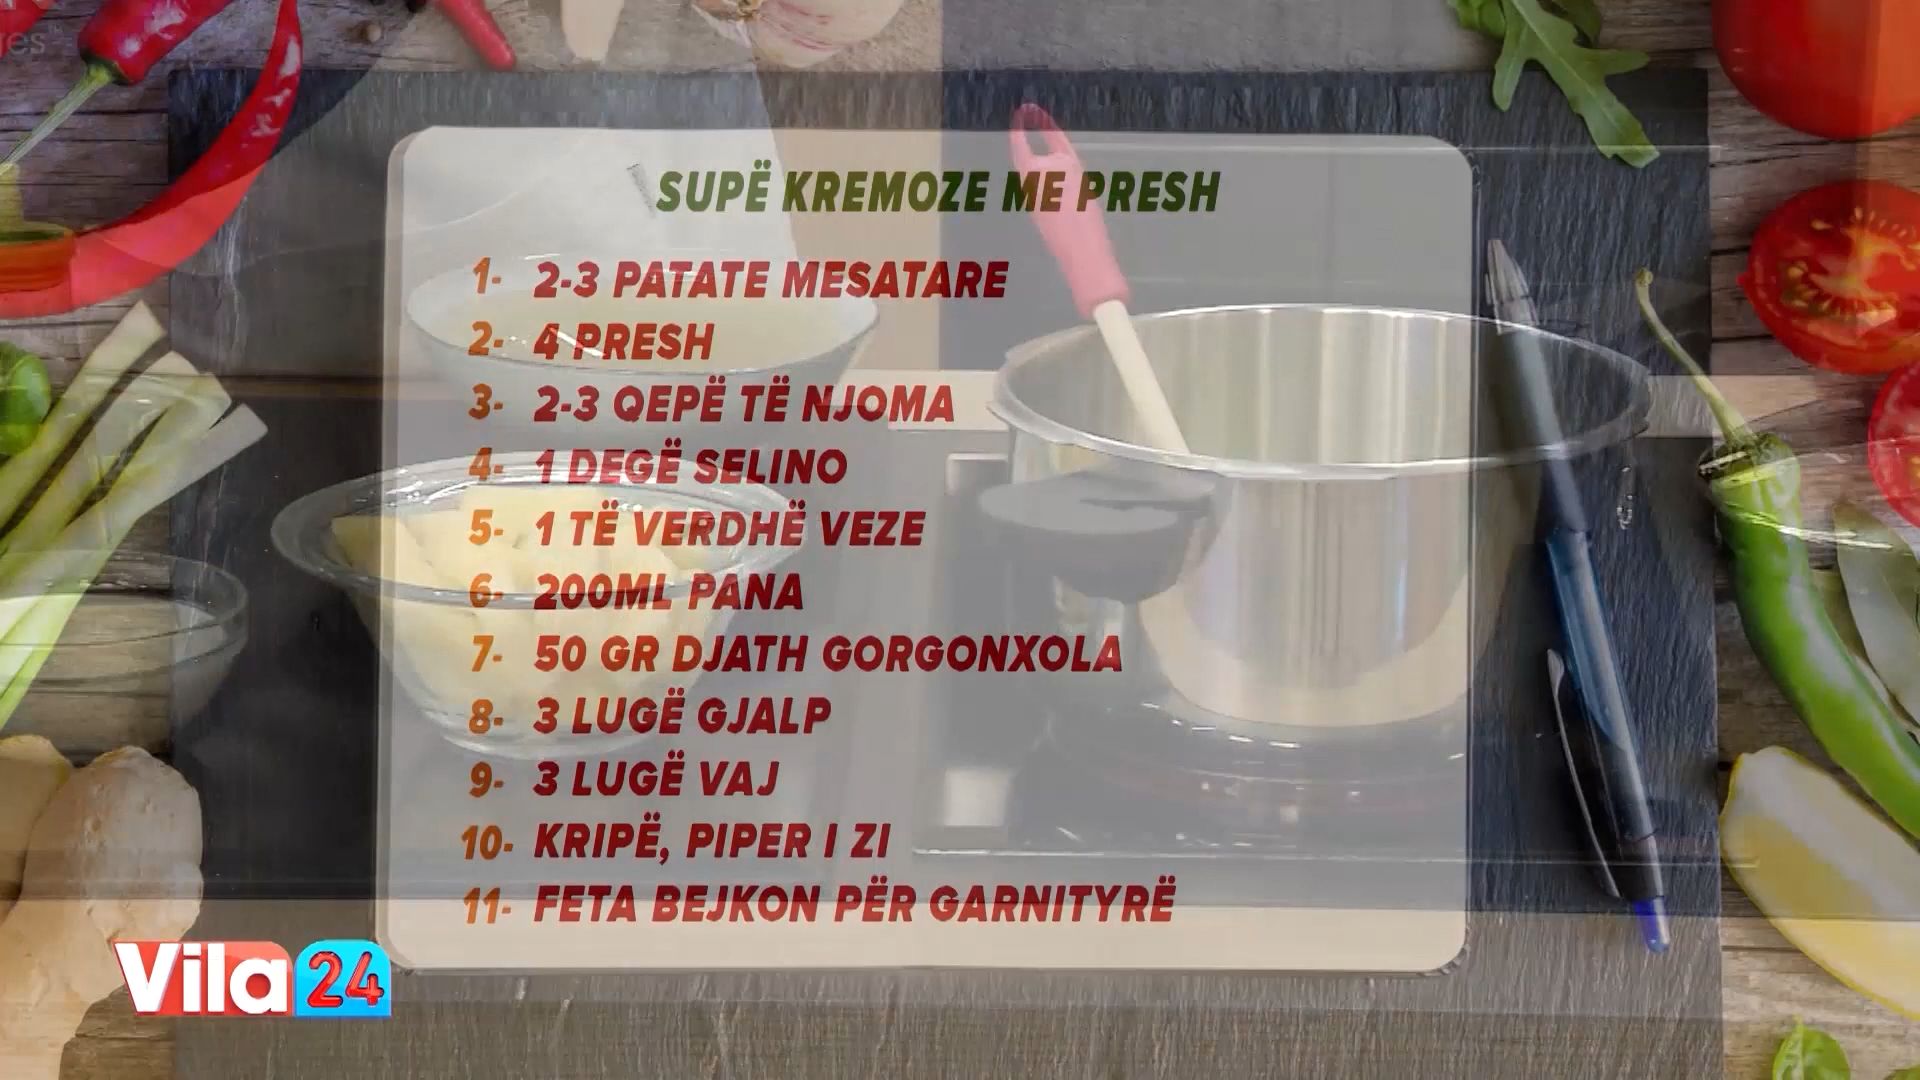 SUPË KREMOZE ME PRESH
1- 2-3 PATATE MESATARE
2- 4 PRESH
3- 2-3 QEPË TË NJOMA
4- 1 DEGË SELINO
5- 1 TË VERDHË VEZE
6- 200ML PANA
7- 50 GR DJATH GORGONXOLA
8- 3 LUGË GJALP
9- 3 LUGË VAJ
10- KRIPË, PIPER I ZI
11- FETA BEJKON PËR GARNITYRË
Vila 24